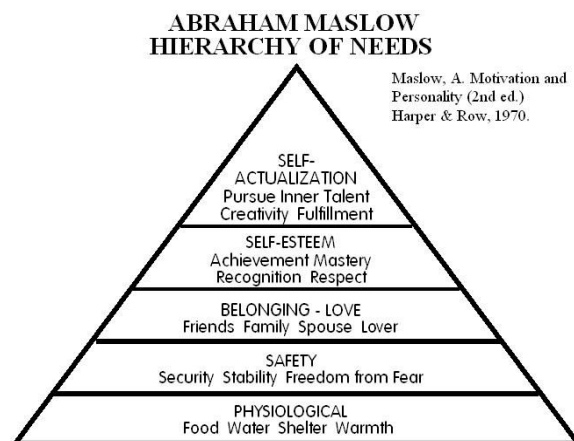 ABRAHAM MASLOW
HIERARCHY OF NEEDS
Maslow, A. Motivation and
Personality (2nd ed.)
Harper & Row, 1970.
SELF-
ACTUALIZATION
Pursue Inner Talent
Creativity Fulfillment
SELF-ESTEEM
Achievement Mastery
Recognition Respect
BELONGING - LOVE
Friends Family Spouse Lover
SAFETY
Security Stability Freedom from Fear
PHYSIOLOGICAL
Food Water Shelter Warmth